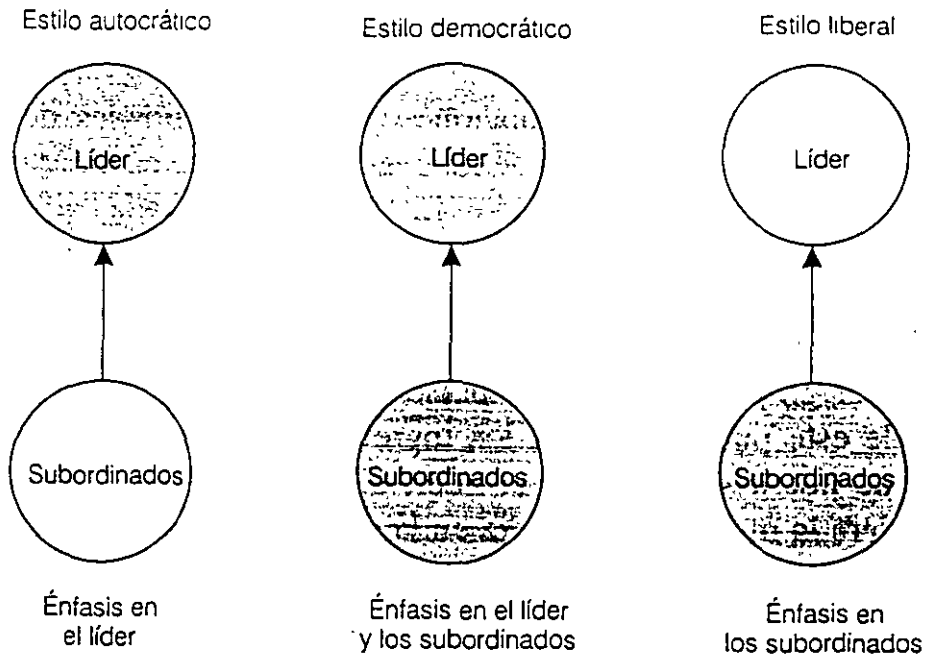 Estilo autocrático
Estilo democrático
Estilo liberal
Líder
Líder
Líder
Subordinados
Subordinados
Subordinados
Énfasis en
el líder
Énfasis en el líder
y los subordinados
Énfasis en
los subordinados